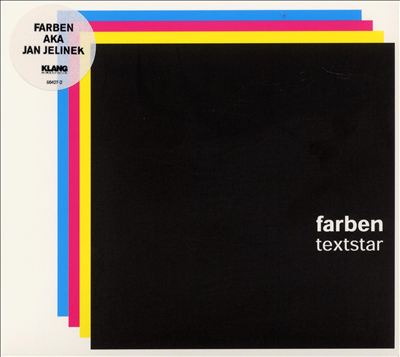 FARBEN
AKA
JAN JELINEK
KLANG
farben
textstar